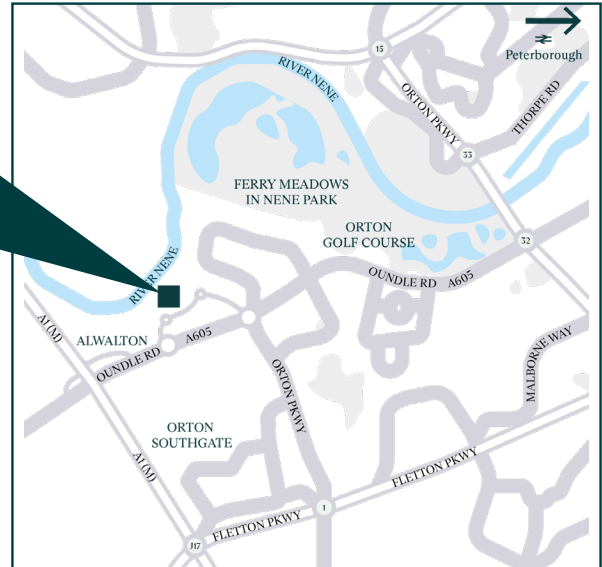 Peterborough
15
RIVER NENE
ORTON PKWY
THORPE RD
33
FERRY MEADOWS
IN NENE PARK
ORTON
GOLF COURSE
32
RIVER NENE
OUNDLE RD A605
A1(M)
ALWALTON
OUNDLE RD A605
MALBORNE WAY
ORTON PKWY
ORTON
SOUTHGATE
A1(M)
FLETTON PKWY
1
FLETTON PKWY
J17